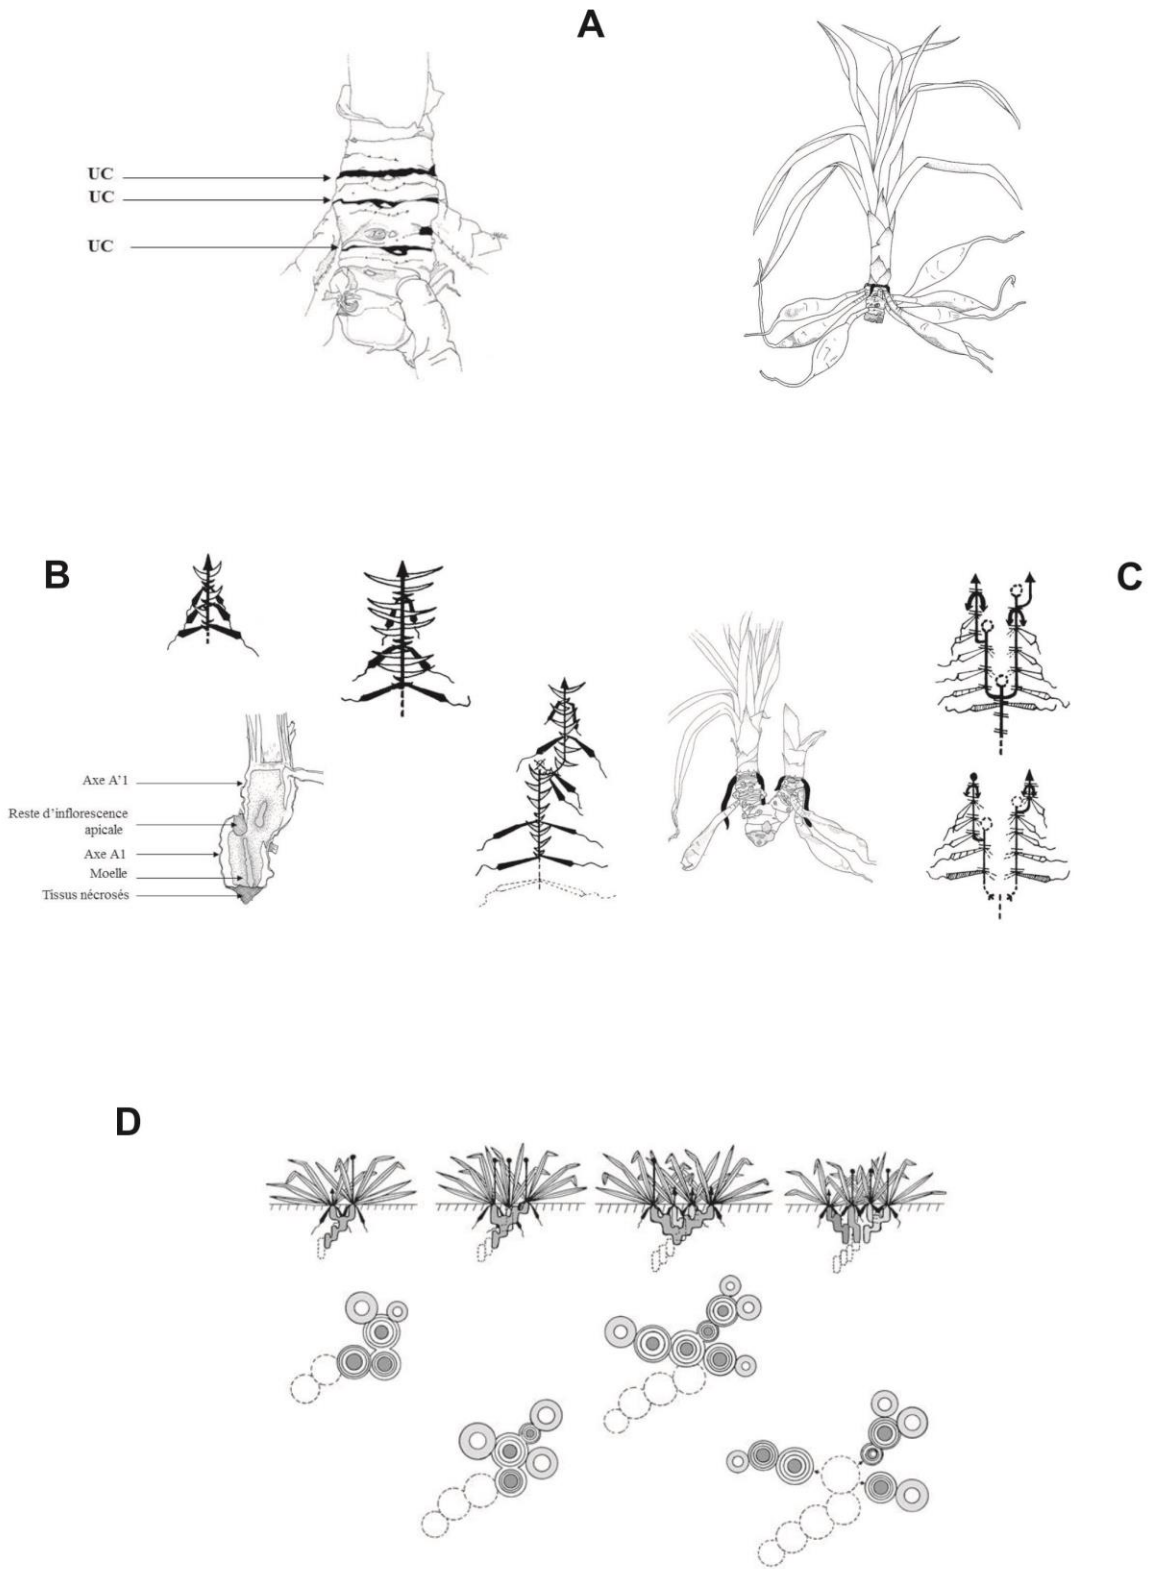 A
UC
UC
UC
B
C
Axe A'1
Reste d'inflorescence
apicale
Axe A1
Moelle
Tissus nécrosés
D